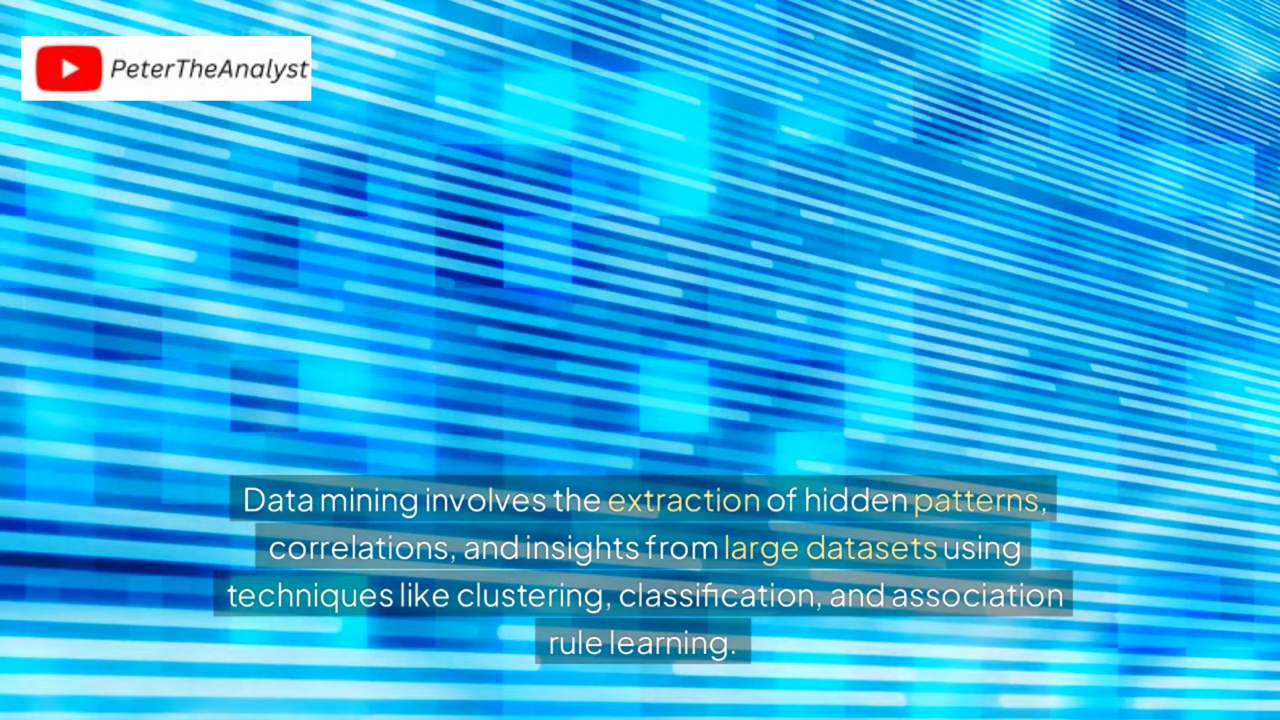 PeterTheAnalyst
Data mining involves the extraction of hidden patterns,
correlations, and insights from large datasets using
techniques like clustering, classification, and association
rule learning.